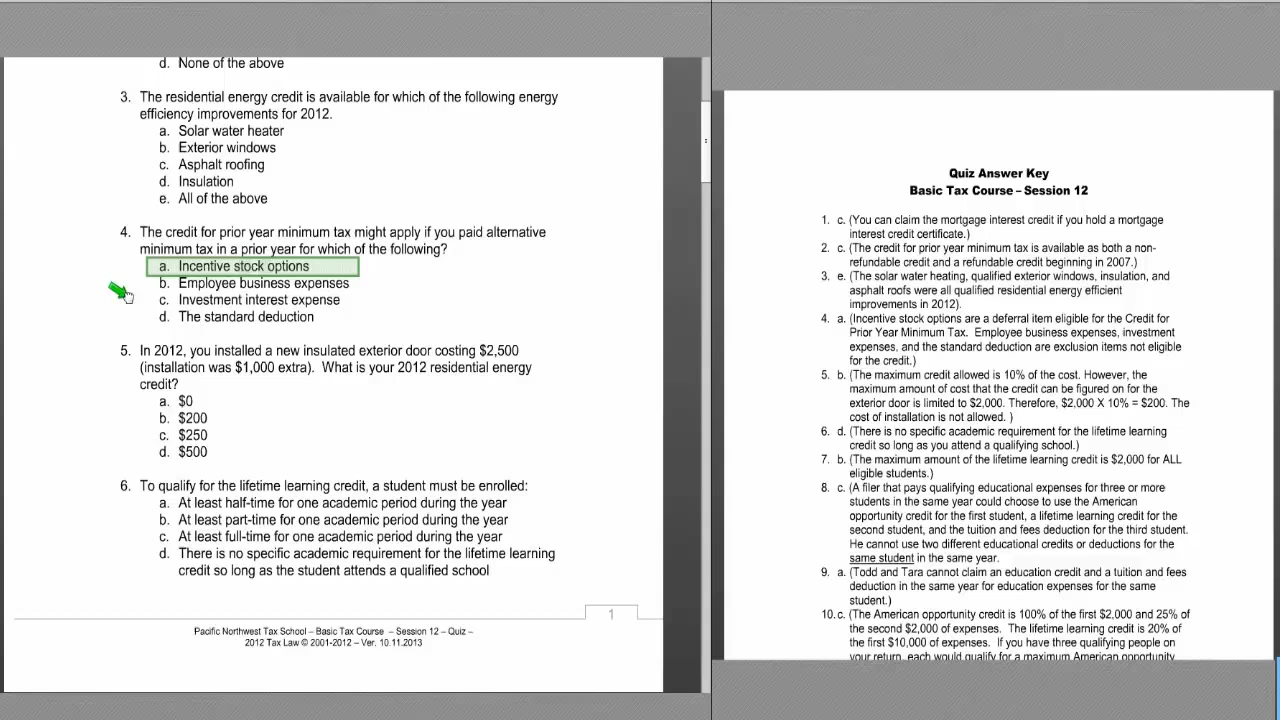 d. None of the above
3. The residential energy credit is available for which of the following energy
efficiency improvements for 2012.
a. Solar water heater
b. Exterior windows
c. Asphalt roofing
d. Insulation
e. All of the above
4. The credit for prior year minimum tax might apply if you paid alternative
minimum tax in a prior year for which of the following?
a. Incentive stock options
b. Employee business expenses
c. Investment interest expense
d. The standard deduction
5. In 2012, you installed a new insulated exterior door costing $2,500
(installation was $1,000 extra). What is your 2012 residential energy
credit?
a. $0
b. $200
c. $250
d. $500
6. To qualify for the lifetime learning credit, a student must be enrolled:
a. At least half-time for one academic period during the year
b. At least part-time for one academic period during the year
c. At least full-time for one academic period during the year
d. There is no specific academic requirement for the lifetime learning
credit so long as the student attends a qualified school
1
Pacific Northwest Tax School – Basic Tax Course – Session 12 – Quiz –
2012 Tax Law © 2001-2012 – Ver. 10.11.2013
Quiz Answer Key
Basic Tax Course – Session 12
1. c. (You can claim the mortgage interest credit if you hold a mortgage
interest credit certificate.)
2. c. (The credit for prior year minimum tax is available as both a non-
refundable credit and a refundable credit beginning in 2007.)
3. e. (The solar water heating, qualified exterior windows, insulation, and
asphalt roofs were all qualified residential energy efficient
improvements in 2012).
4. a. (Incentive stock options are a deferral item eligible for the Credit for
Prior Year Minimum Tax. Employee business expenses, investment
expenses, and the standard deduction are exclusion items not eligible
for the credit.)
5. b. (The maximum credit allowed is 10% of the cost. However, the
maximum amount of cost that the credit can be figured on for the
exterior door is limited to $2,000. Therefore, $2,000 X 10% = $200. The
cost of installation is not allowed. )
6. d. (There is no specific academic requirement for the lifetime learning
credit so long as you attend a qualifying school.)
7. b. (The maximum amount of the lifetime learning credit is $2,000 for ALL
eligible students.)
8. c. (A filer that pays qualifying educational expenses for three or more
students in the same year could choose to use the American
opportunity credit for the first student, a lifetime learning credit for the
second student, and the tuition and fees deduction for the third student.
He cannot use two different educational credits or deductions for the
same student in the same year.
9. a. (Todd and Tara cannot claim an education credit and a tuition and fees
deduction in the same year for education expenses for the same
student.)
10. c. (The American opportunity credit is 100% of the first $2,000 and 25% of
the second $2,000 of expenses. The lifetime learning credit is 20% of
the first $10,000 of expenses. If you have three qualifying people on
your return, each would qualify for a maximum American opportunity